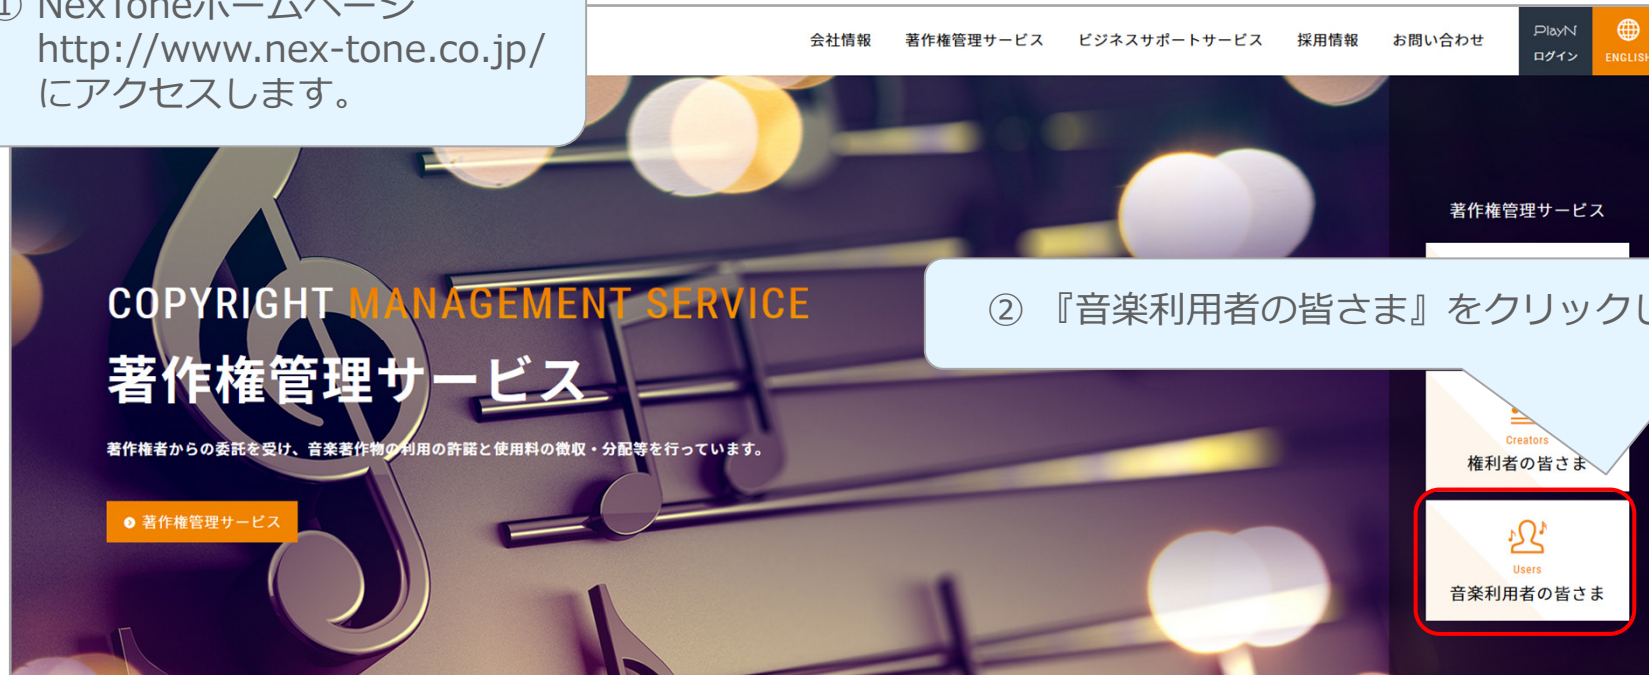 ① NexToneホームページ
http://www.nex-tone.co.jp/
にアクセスします。
会社情報
著作権管理サービス
ビジネスサポートサービス
採用情報
お問い合わせ
PlayN
ログイン
ENGLISH
著作権管理サービス
② 『音楽利用者の皆さま』をクリックし
COPYRIGHT MANAGEMENT SERVICE
著作権管理サービス
著作権者からの委託を受け、音楽著作物の利用の許諾と使用料の徴収・分配等を行っています。
著作権管理サービス
Creators
権利者の皆さま
Users
音楽利用者の皆さま